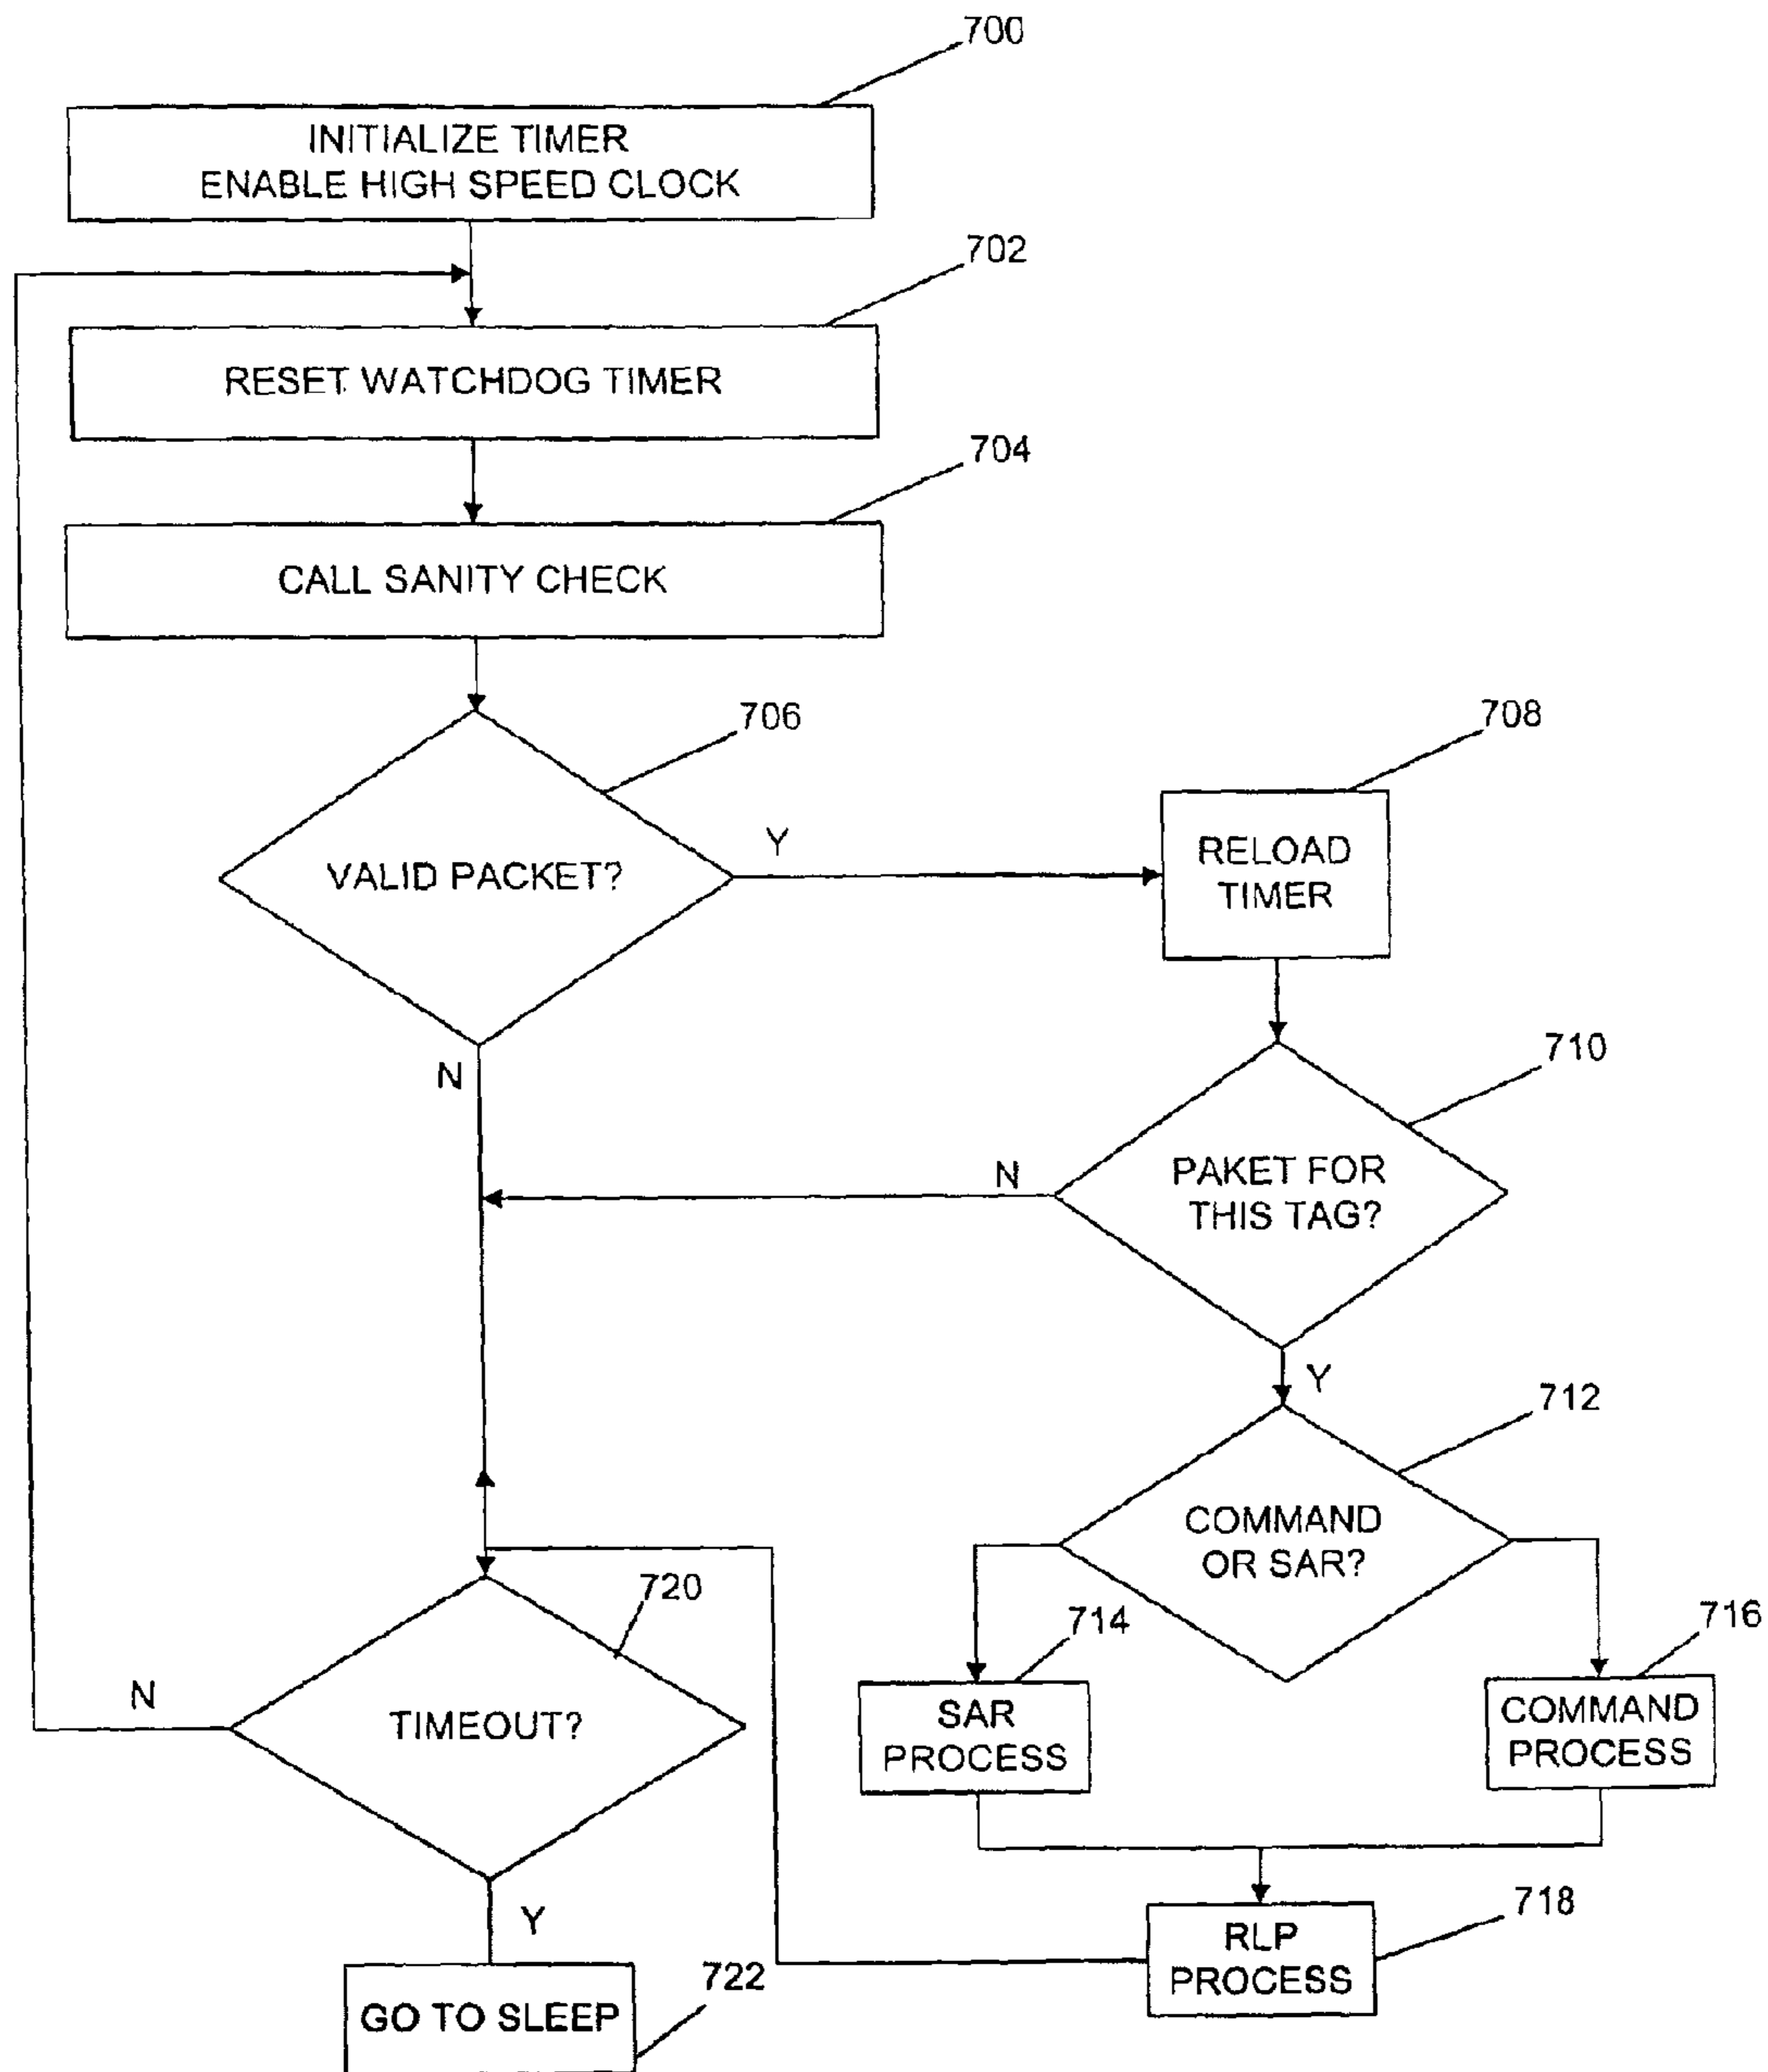 700
INITIALIZE TIMER
ENABLE HIGH SPEED CLOCK
702
RESET WATCHDOG TIMER
704
CALL SANITY CHECK
706
VALID PACKET?
Y
N
708
RELOAD
TIMER
710
PAKET FOR
THIS TAG?
N
Y
712
COMMAND
OR SAR?
714
SAR
PROCESS
716
COMMAND
PROCESS
718
RLP
PROCESS
720
TIMEOUT?
N
Y
722
GO TO SLEEP